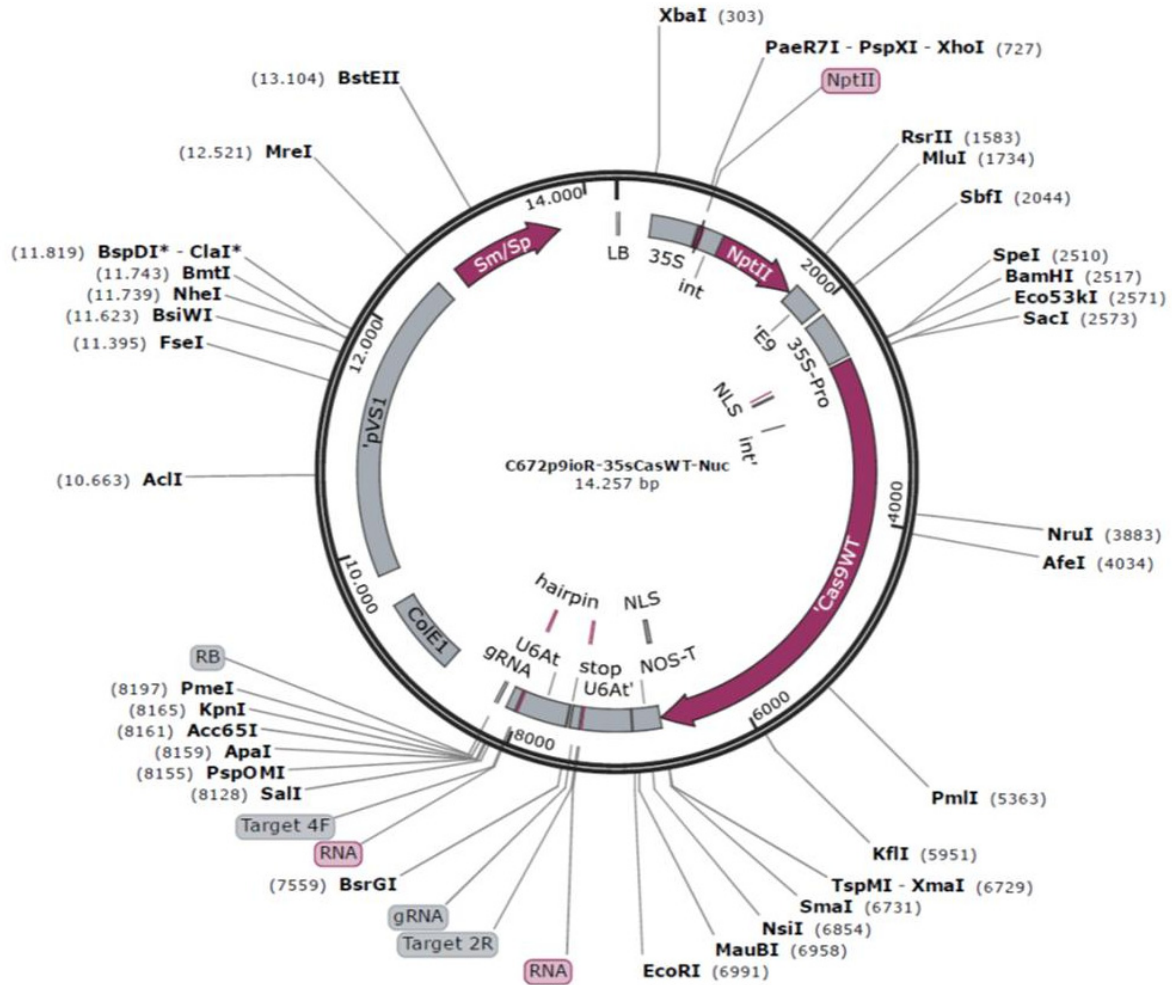 XbaI (303)
PaeR7I - PspXI - XhoI (727)
NptII
RsrII (1583)
MluI (1734)
SbfI (2044)
SpeI (2510)
BamHI (2517)
Eco53kI (2571)
SacI (2573)
NruI (3883)
AfeI (4034)
PmlI (5363)
KflI (5951)
TspMI - XmaI (6729)
SmaI (6731)
NsiI (6854)
MauBI (6958)
EcoRI (6991)
RNA
Target 2R
gRNA
(7559) BsrGI
RNA
Target 4F
(8128) SalI
(8155) PspOMI
(8159) ApaI
(8161) Acc65I
(8165) KpnI
(8197) PmeI
RB
(10.663) AclI
(11.395) FseI
(11.623) BsiWI
(11.739) NheI
(11.743) BmtI
(11.819) BspDI* - ClaI*
(12.521) MreI
(13.104) BstEII
14.000
2000
4000
6000
8000
10.000
12.000
LB
35S
int
NptII
'E9
35S-Pro
NLS
int'
'Cas9WT
NOS-T
NLS
U6At'
stop
hairpin
U6At
gRNA
ColE1
'pVS1
Sm/Sp
C672p9ioR-35sCasWT-Nuc
14.257 bp